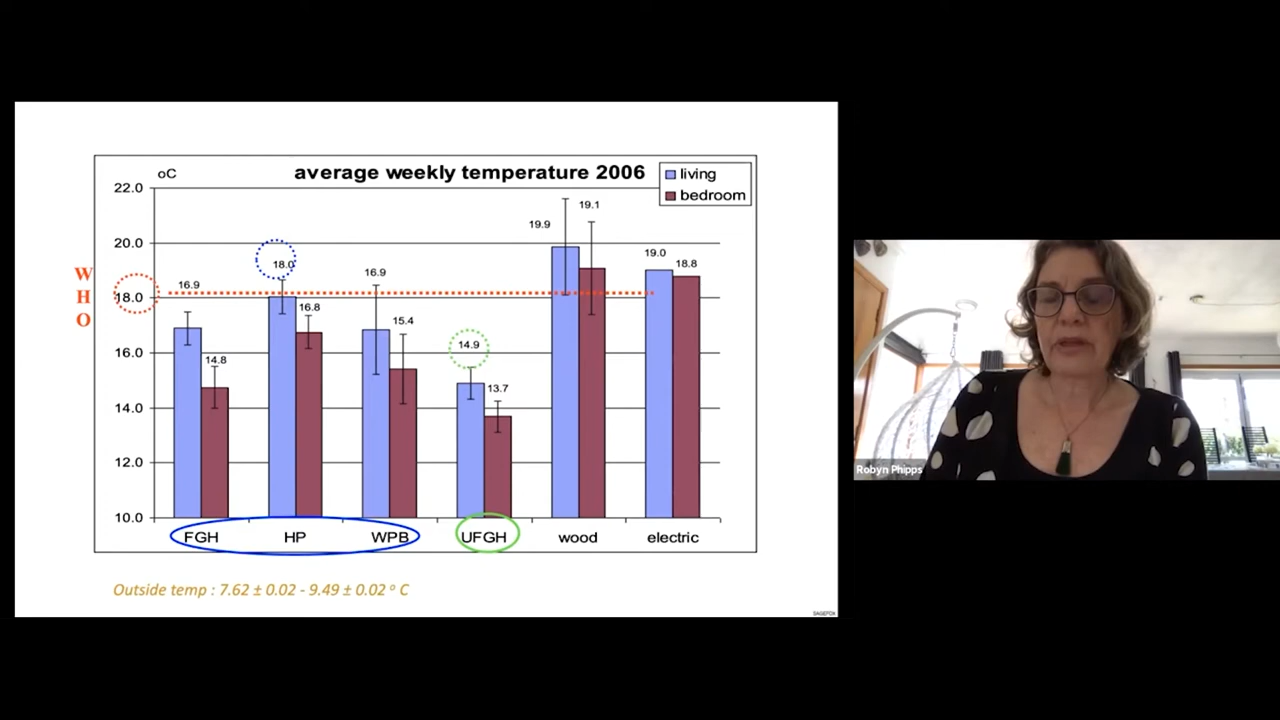 average weekly temperature 2006
oC
living
bedroom
22.0
20.0
18.0
16.0
14.0
12.0
10.0
W
H
O
16.9
14.8
18.0
16.8
16.9
15.4
14.9
13.7
19.9
19.1
19.0
18.8
FGH
HP
WPB
UFGH
wood
electric
Outside temp : 7.62 ± 0.02 - 9.49 ± 0.02 º C
Robyn Phipps